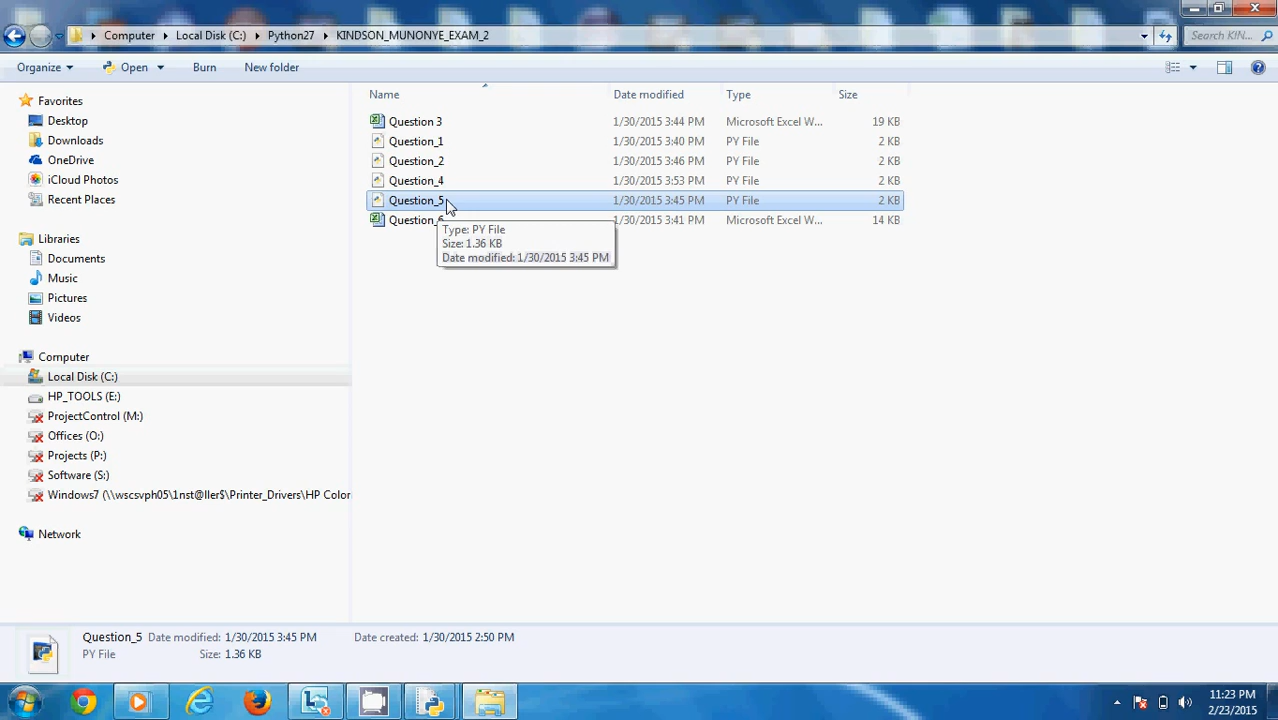 Computer Local Disk (C:) Python27 KINDSON_MUNONYE_EXAM_2 Search KIN...
Organize Open Burn New folder
Name Date modified Type Size
Favorites
Desktop
Downloads
OneDrive
iCloud Photos
Recent Places
Libraries
Documents
Music
Pictures
Videos
Computer
Local Disk (C:)
HP_TOOLS (E:)
ProjectControl (M:)
Offices (O:)
Projects (P:)
Software (S:)
Windows7 (\\wscsvph05\1nst@ller$\Printer_Drivers\HP Color
Network
Question 3 1/30/2015 3:44 PM Microsoft Excel W... 19 KB
Question_1 1/30/2015 3:40 PM PY File 2 KB
Question_2 1/30/2015 3:46 PM PY File 2 KB
Question_4 1/30/2015 3:53 PM PY File 2 KB
Question_5 1/30/2015 3:45 PM PY File 2 KB
Question_6 1/30/2015 3:41 PM Microsoft Excel W... 14 KB
Type: PY File
Size: 1.36 KB
Date modified: 1/30/2015 3:45 PM
Question_5 Date modified: 1/30/2015 3:45 PM Date created: 1/30/2015 2:50 PM
PY File Size: 1.36 KB
11:23 PM
2/23/2015